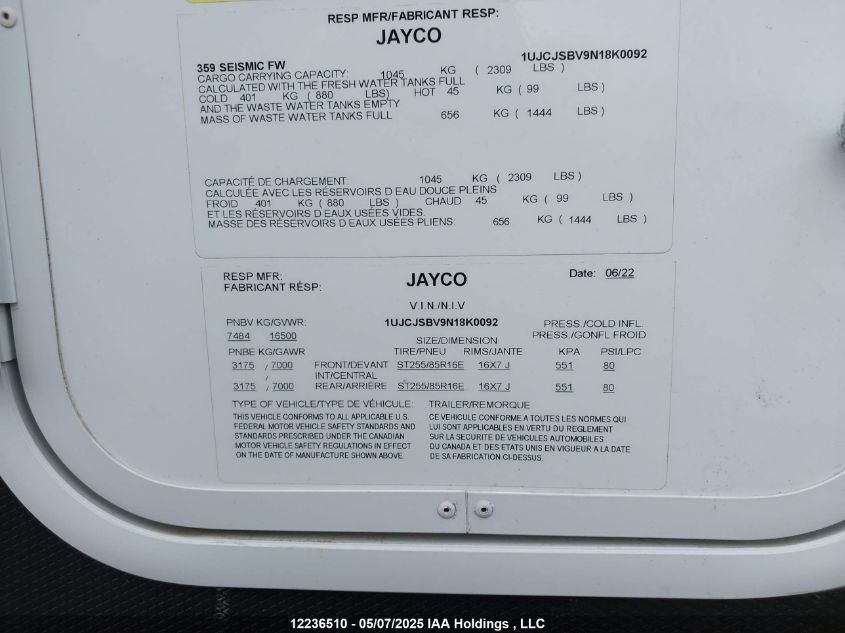 RESP MFR/FABRICANT RESP:
JAYCO
359 SEISMIC FW 1UJCJSBV9N18K0092
CARGO CARRYING CAPACITY: 1045 KG ( 2309 LBS )
CALCULATED WITH THE FRESH WATER TANKS FULL
COLD 401 KG ( 880 LBS) HOT 45 KG ( 99 LBS )
AND THE WASTE WATER TANKS EMPTY
MASS OF WASTE WATER TANKS FULL 656 KG ( 1444 LBS )
CAPACITÉ DE CHARGEMENT: 1045 KG ( 2309 LBS )
CALCULÉE AVEC LES RÉSERVOIRS D EAU DOUCE PLEINS
FROID 401 KG ( 880 LBS ) CHAUD 45 KG ( 99 LBS )
ET LES RÉSERVOIRS D EAUX USÉES VIDES
MASSE DES RÉSERVOIRS D EAUX USÉES PLIENS: 656 KG ( 1444 LBS )
RESP MFR: JAYCO Date: 06/22
FABRICANT RÉSP:
V.I.N./N.I.V
PNBV KG/GVWR: 1UJCJSBV9N18K0092 PRESS./COLD INFL.
7484 16500 SIZE/DIMENSION PRESS./GONFL FROID
PNBE KG/GAWR TIRE/PNEU RIMS/JANTE KPA PSI/LPC
3175 / 7000 FRONT/DEVANT ST255/85R16E 16X7 J 551 80
INT/CENTRAL
3175 / 7000 REAR/ARRIÈRE ST255/85R16E 16X7 J 551 80
TYPE OF VEHICLE/TYPE DE VÉHICULE: TRAILER/REMORQUE
THIS VEHICLE CONFORMS TO ALL APPLICABLE U.S.
FEDERAL MOTOR VEHICLE SAFETY STANDARDS AND
STANDARDS PRESCRIBED UNDER THE CANADIAN
MOTOR VEHICLE SAFETY REGULATIONS IN EFFECT
ON THE DATE OF MANUFACTURE SHOWN ABOVE.
CE VEHICULE CONFORME A TOUTES LES NORMES QUI
LUI SONT APPLICABLES EN VERTU DU REGLEMENT
SUR LA SECURITE DE VEHICULES AUTOMOBILES
DU CANADA ET DES ETATS UNIS EN VIGUEUR A LA DATE
DE SA FABRICATION CI-DESSUS.
12236510 - 05/07/2025 IAA Holdings , LLC